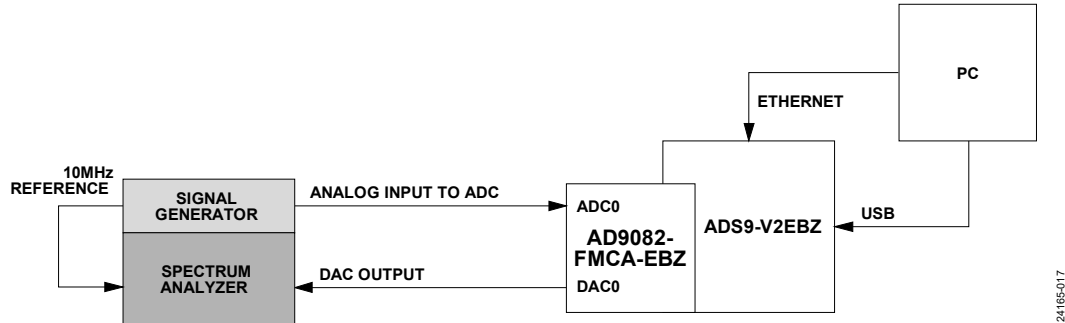 PC
ETHERNET
10MHz
REFERENCE
SIGNAL
GENERATOR
ANALOG INPUT TO ADC
ADC0
ADS9-V2EBZ
USB
AD9082-
FMCA-EBZ
SPECTRUM
ANALYZER
DAC OUTPUT
DAC0
24165-017